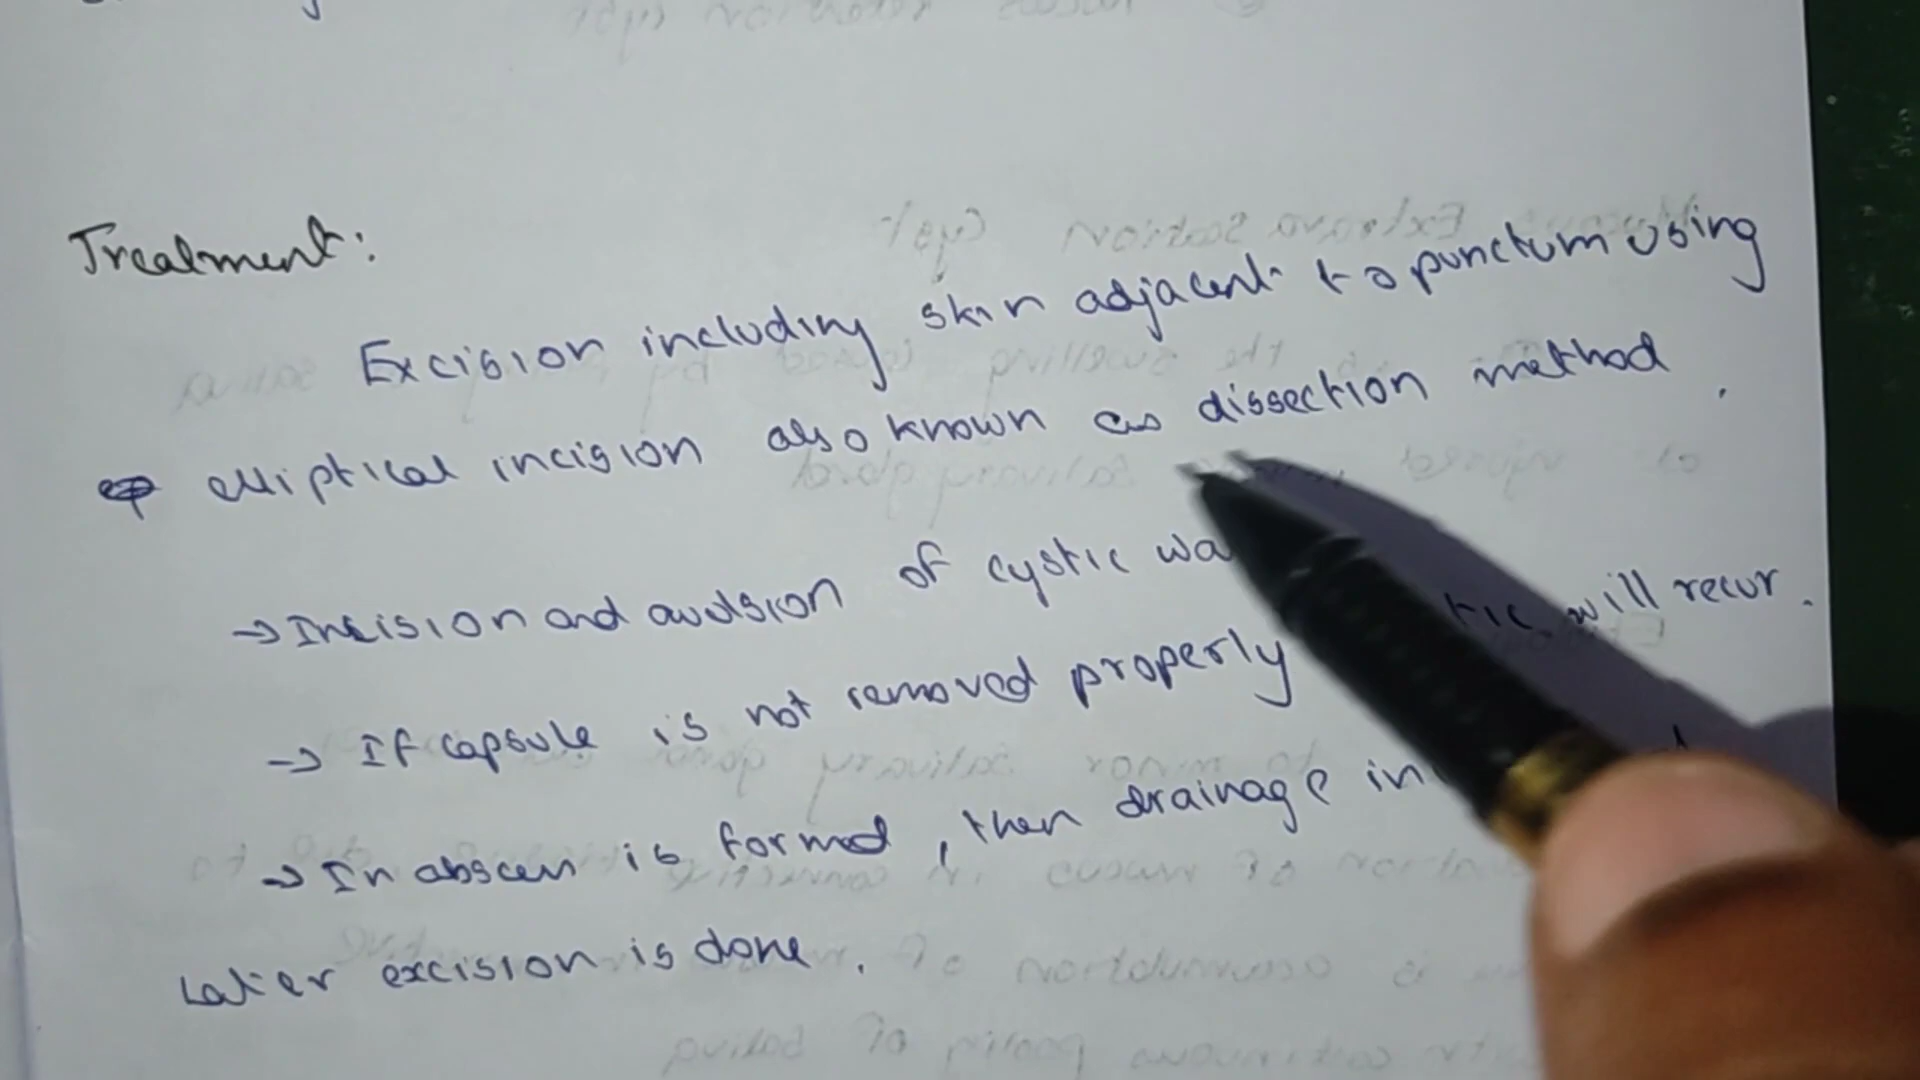 Treatment:
Excision including skin adjacent to punctum using
elliptical incision also known as dissection method.
→ Incision and avulsion of cystic
→ If capsule is not removed properly will recur.
→ In abscess is formed, then drainage
Later excision is done.